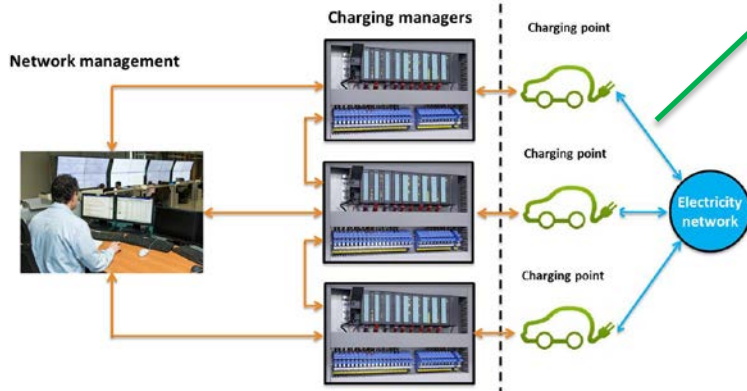 Charging managers
Charging point
Network management
Charging point
Electricity
network
Charging point